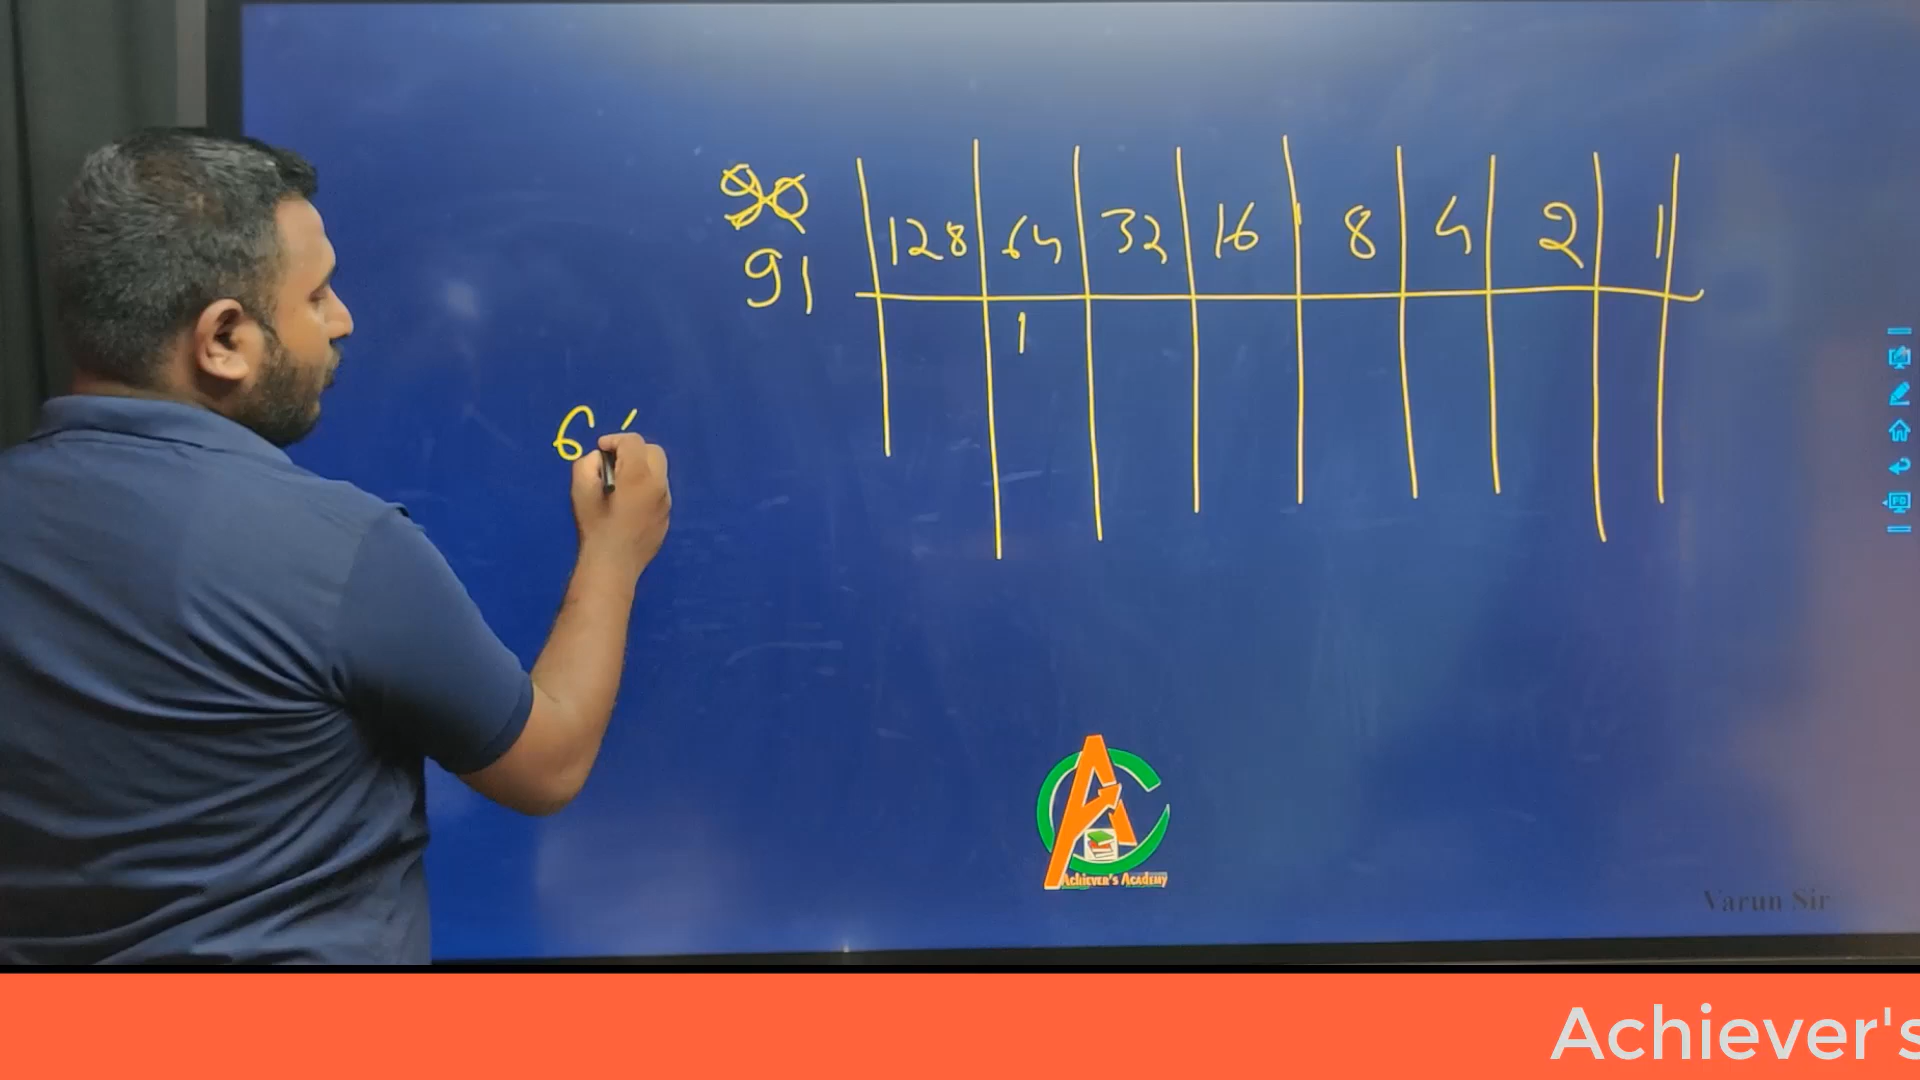 90
91
128 64 32 16 8 4 2 1
1
6
Achiever's Academy
Varun Sir
Achiever's